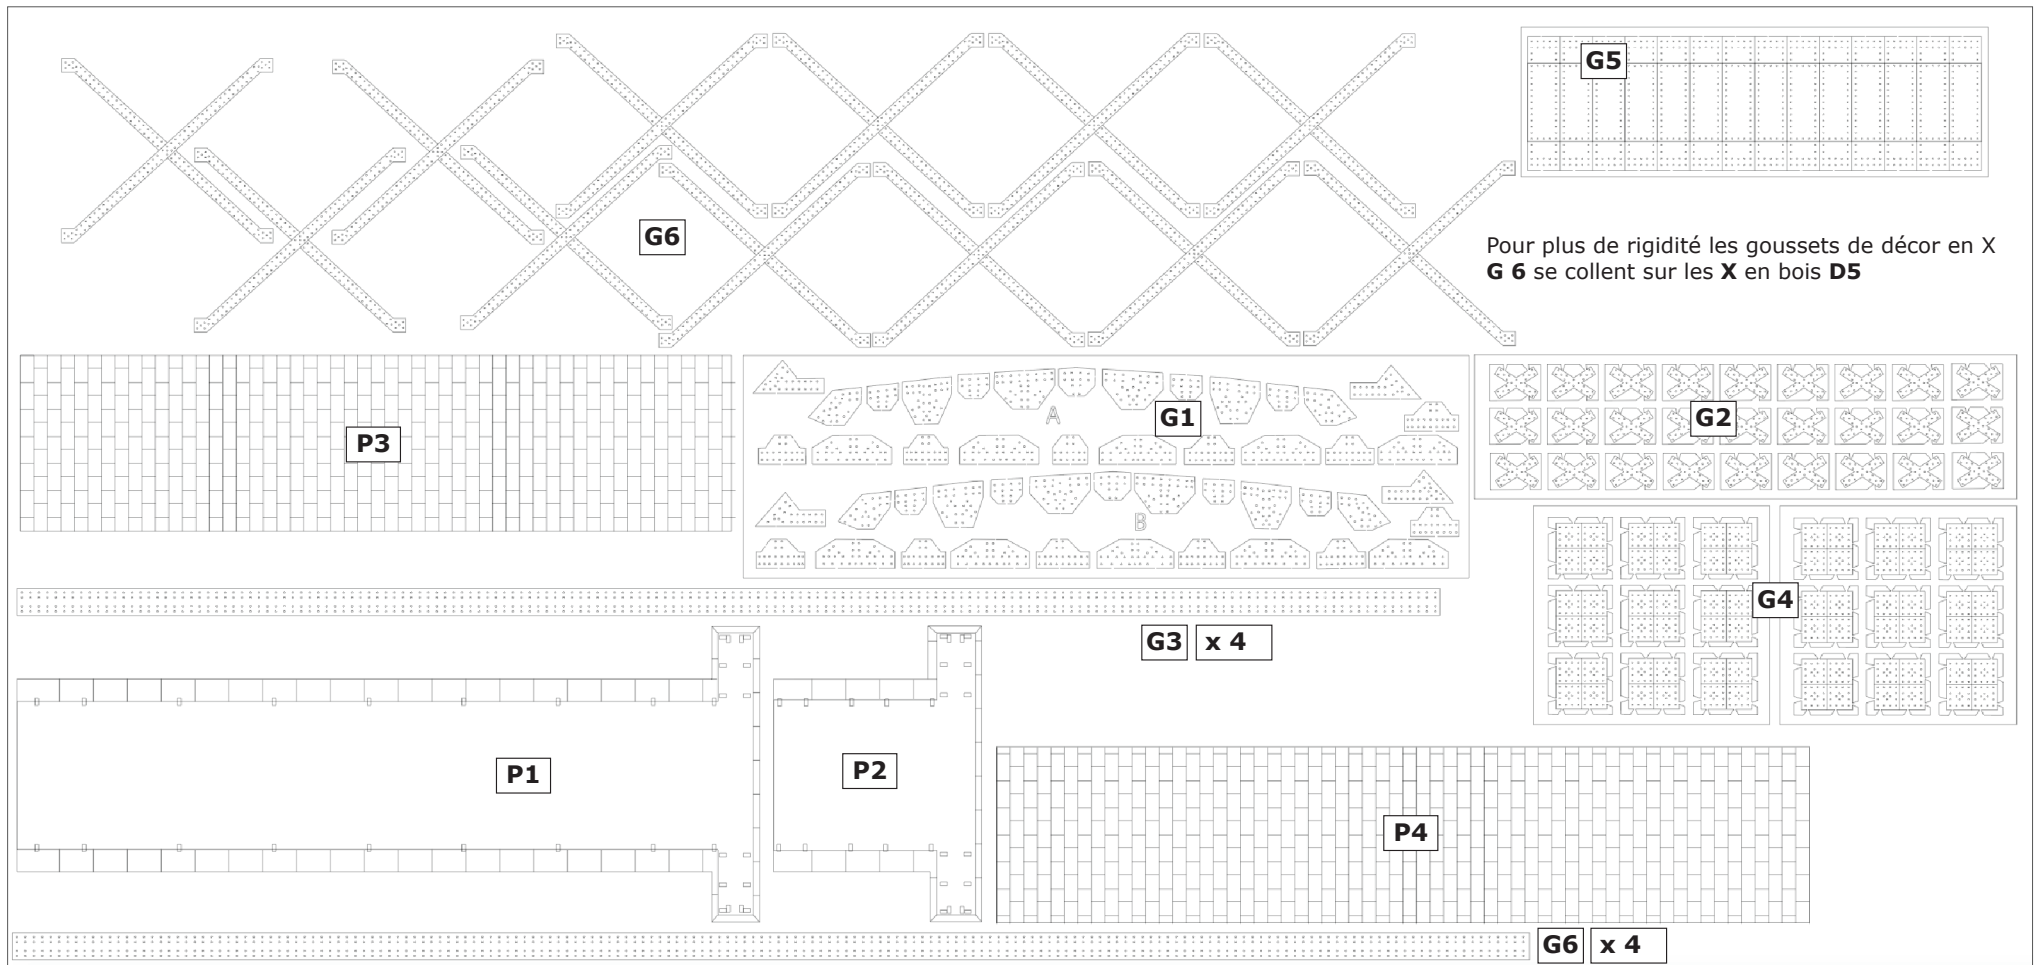 G5
G6
Pour plus de rigidité les goussets de décor en X
G 6 se collent sur les X en bois D5
P3
A
G1
G2
B
G4
G3 x 4
P1
P2
P4
G6 x 4